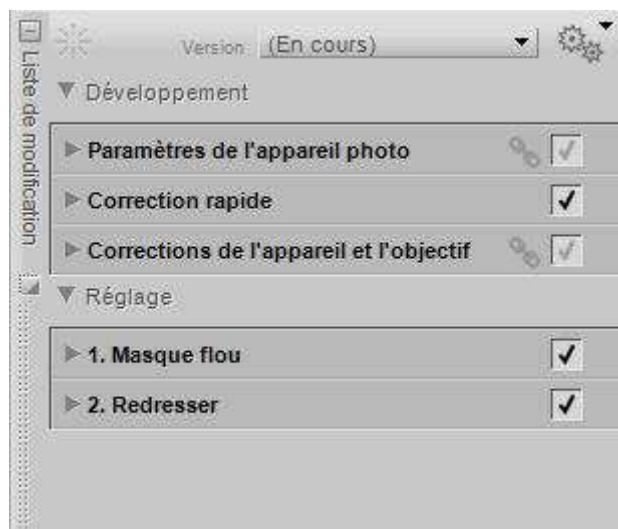 Liste de modification
Version (En cours)
Développement
Paramètres de l'appareil photo
Correction rapide
Corrections de l'appareil et l'objectif
Réglage
1. Masque flou
2. Redresser